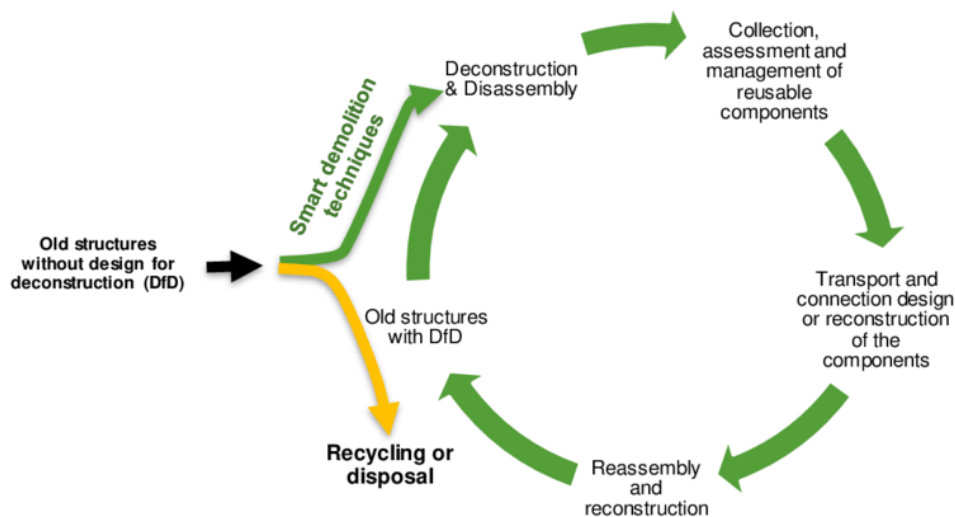 Collection,
assessment and
management of
reusable
components
Deconstruction
& Disassembly
Smart demolition
techniques
Old structures
without design for
deconstruction (DfD)
Transport and
connection design
or reconstruction
of the
components
Old structures
with DfD
Recycling or
disposal
Reassembly
and
reconstruction